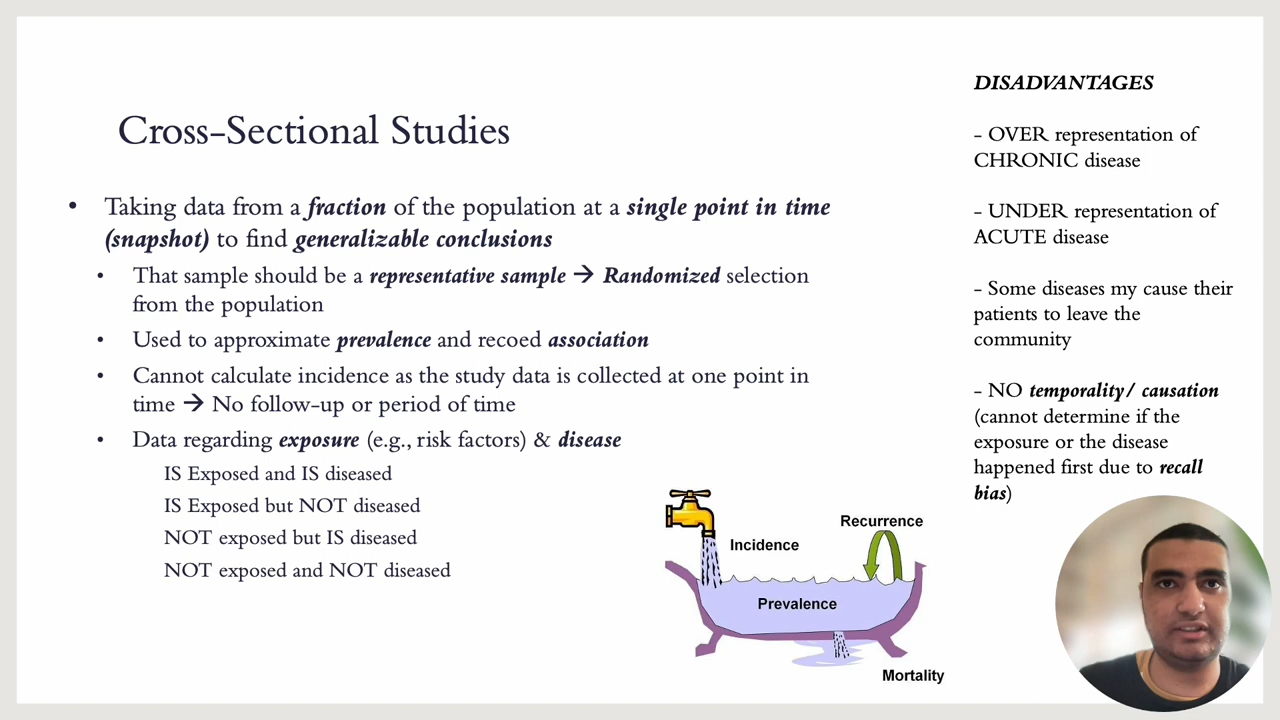 Cross-Sectional Studies
• Taking data from a fraction of the population at a single point in time
(snapshot) to find generalizable conclusions
• That sample should be a representative sample → Randomized selection
from the population
• Used to approximate prevalence and recoed association
• Cannot calculate incidence as the study data is collected at one point in
time → No follow-up or period of time
• Data regarding exposure (e.g., risk factors) & disease
IS Exposed and IS diseased
IS Exposed but NOT diseased
NOT exposed but IS diseased
NOT exposed and NOT diseased
Incidence
Recurrence
Prevalence
Mortality
DISADVANTAGES
- OVER representation of
CHRONIC disease
- UNDER representation of
ACUTE disease
- Some diseases my cause their
patients to leave the
community
- NO temporality/ causation
(cannot determine if the
exposure or the disease
happened first due to recall
bias)